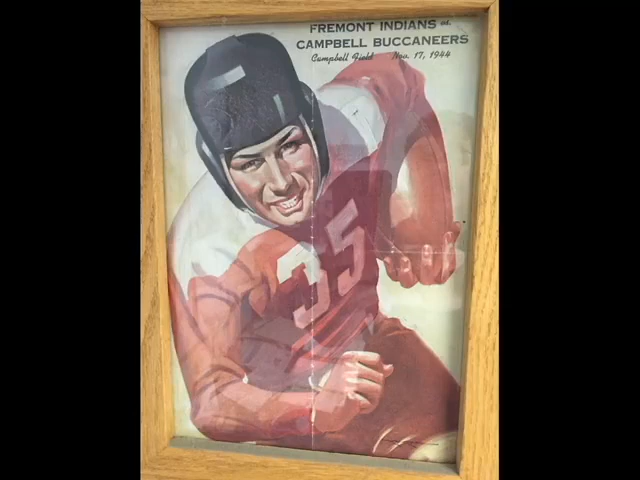 FREMONT INDIANS vs.
CAMPBELL BUCCANEERS
Campbell Field Nov. 17, 1944
35